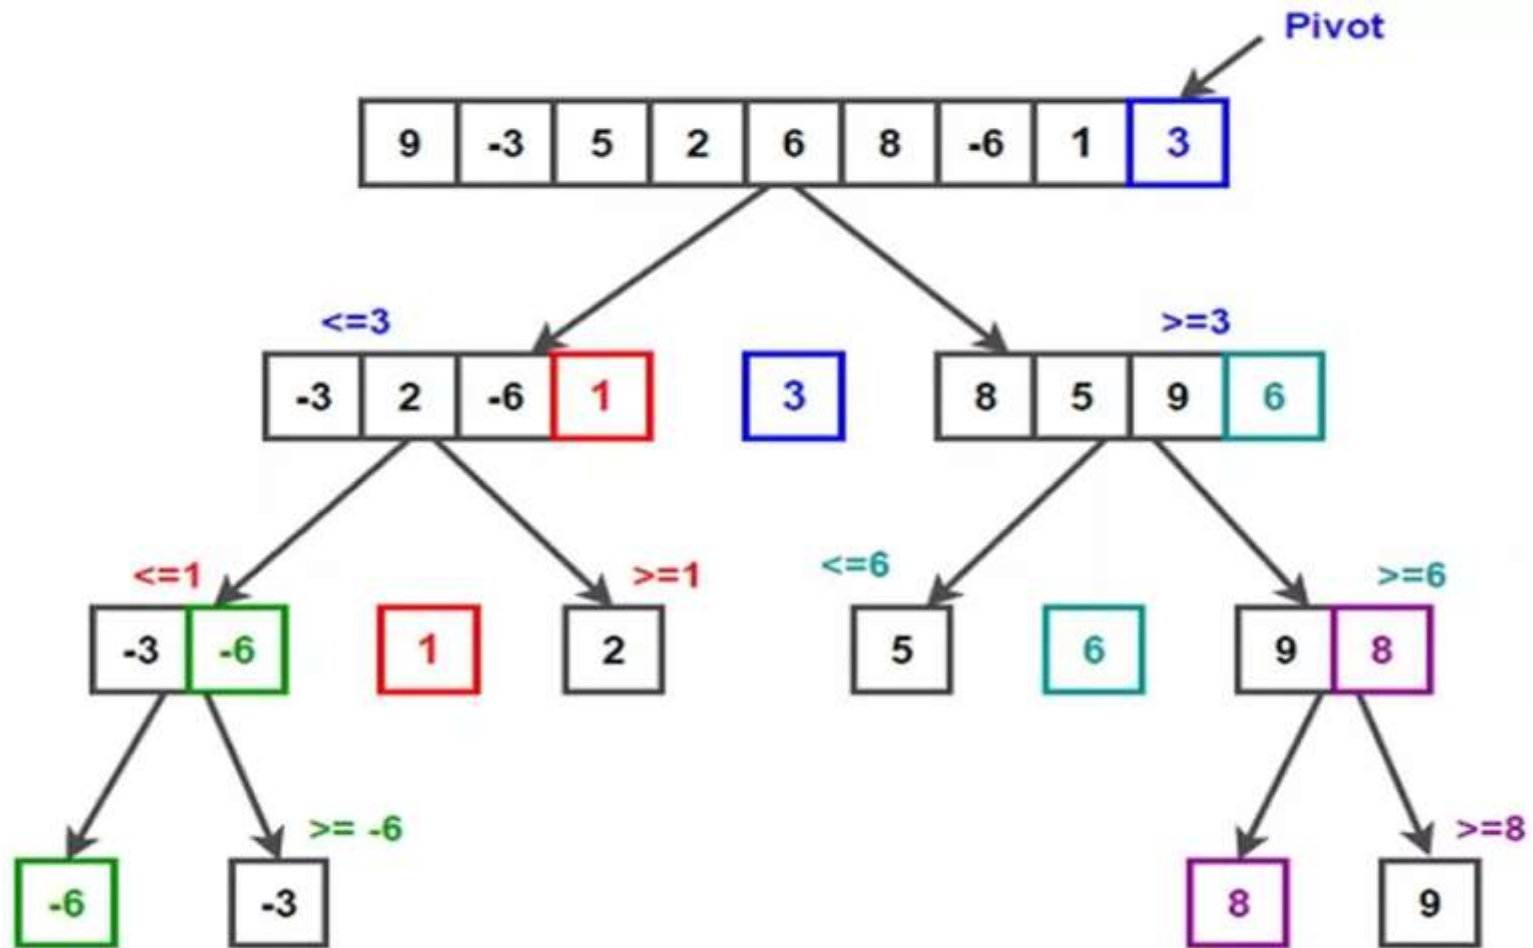 Pivot
9 -3 5 2 6 8 -6 1 3
<=3 >=3
-3 2 -6 1 3 8 5 9 6
<=1 >=1 <=6 >=6
-3 -6 1 2 5 6 9 8
>= -6 >=8
-6 -3 8 9